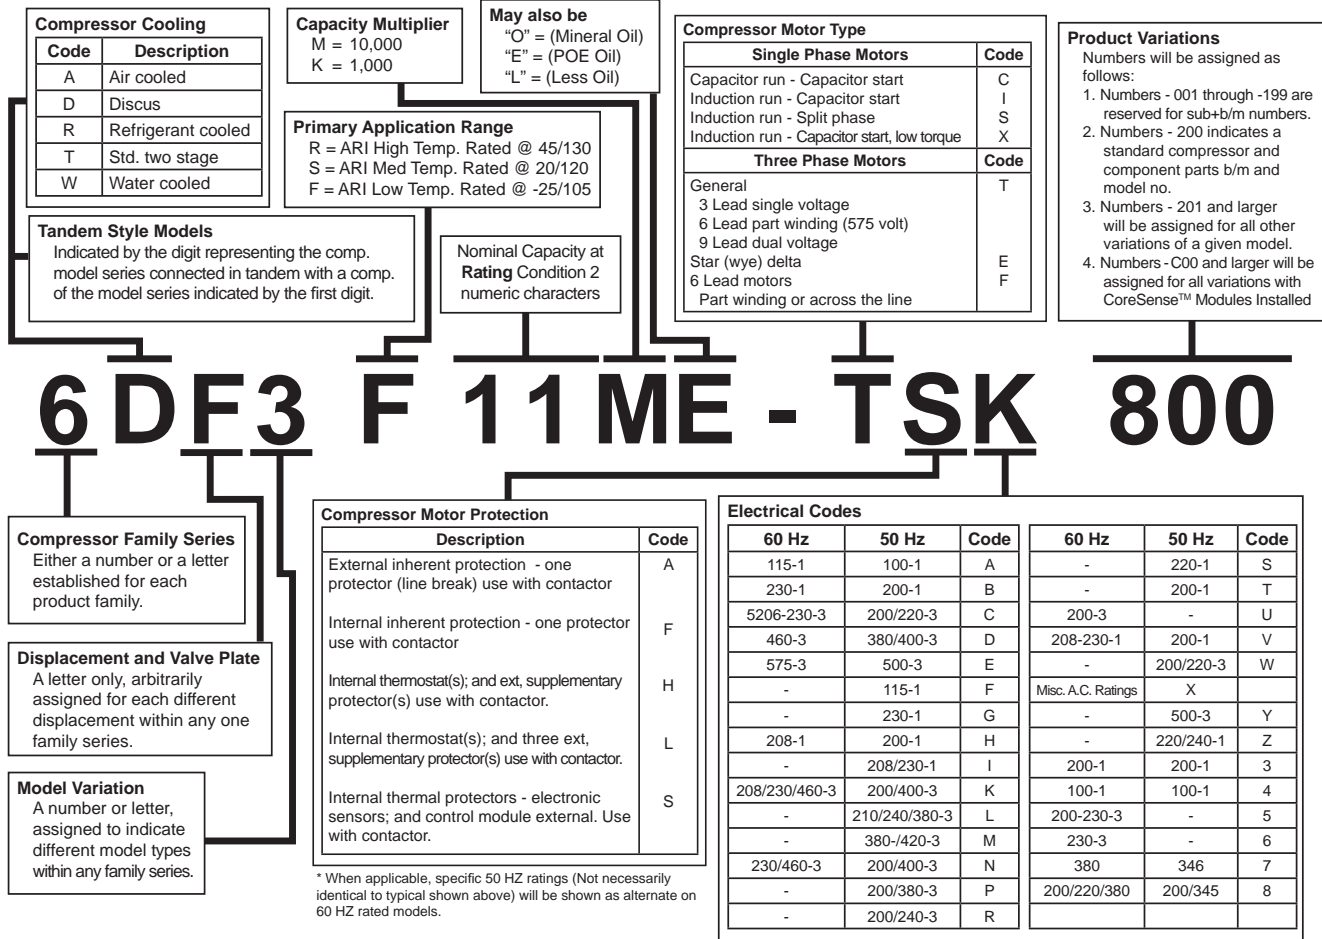 Compressor Cooling
Code Description
A Air cooled
D Discus
R Refrigerant cooled
T Std. two stage
W Water cooled
Capacity Multiplier
M = 10,000
K = 1,000
May also be
“O” = (Mineral Oil)
“E” = (POE Oil)
“L” = (Less Oil)
Primary Application Range
R = ARI High Temp. Rated @ 45/130
S = ARI Med Temp. Rated @ 20/120
F = ARI Low Temp. Rated @ -25/105
Tandem Style Models
Indicated by the digit representing the comp.
model series connected in tandem with a comp.
of the model series indicated by the first digit.
Nominal Capacity at
Rating Condition 2
numeric characters
Compressor Motor Type
Single Phase Motors Code
Capacitor run - Capacitor start C
Induction run - Capacitor start I
Induction run - Split phase S
Induction run - Capacitor start, low torque X
Three Phase Motors Code
General T
3 Lead single voltage
6 Lead part winding (575 volt)
9 Lead dual voltage
Star (wye) delta E
6 Lead motors F
Part winding or across the line
Product Variations
Numbers will be assigned as
follows:
1. Numbers - 001 through -199 are
reserved for sub+b/m numbers.
2. Numbers - 200 indicates a
standard compressor and
component parts b/m and
model no.
3. Numbers - 201 and larger
will be assigned for all other
variations of a given model.
4. Numbers - C00 and larger will be
assigned for all variations with
CoreSense™ Modules Installed
6 D F 3 F 1 1 M E - T S K 800
Compressor Family Series
Either a number or a letter
established for each
product family.
Displacement and Valve Plate
A letter only, arbitrarily
assigned for each different
displacement within any one
family series.
Model Variation
A number or letter,
assigned to indicate
different model types
within any family series.
Compressor Motor Protection
Description Code
External inherent protection - one A
protector (line break) use with contactor
Internal inherent protection - one protector F
use with contactor
Internal thermostat(s); and ext, supplementary H
protector(s) use with contactor.
Internal thermostat(s); and three ext, L
supplementary protector(s) use with contactor.
Internal thermal protectors - electronic S
sensors; and control module external. Use
with contactor.
* When applicable, specific 50 HZ ratings (Not necessarily
identical to typical shown above) will be shown as alternate on
60 HZ rated models.
Electrical Codes
60 Hz 50 Hz Code 60 Hz 50 Hz Code
115-1 100-1 A - 220-1 S
230-1 200-1 B - 200-1 T
5206-230-3 200/220-3 C 200-3 - U
460-3 380/400-3 D 208-230-1 200-1 V
575-3 500-3 E - 200/220-3 W
- 115-1 F Misc. A.C. Ratings X
- 230-1 G - 500-3 Y
208-1 200-1 H - 220/240-1 Z
- 208/230-1 I 200-1 200-1 3
208/230/460-3 200/400-3 K 100-1 100-1 4
- 210/240/380-3 L 200-230-3 - 5
- 380-/420-3 M 230-3 - 6
230/460-3 200/400-3 N 380 346 7
- 200/380-3 P 200/220/380 200/345 8
- 200/240-3 R